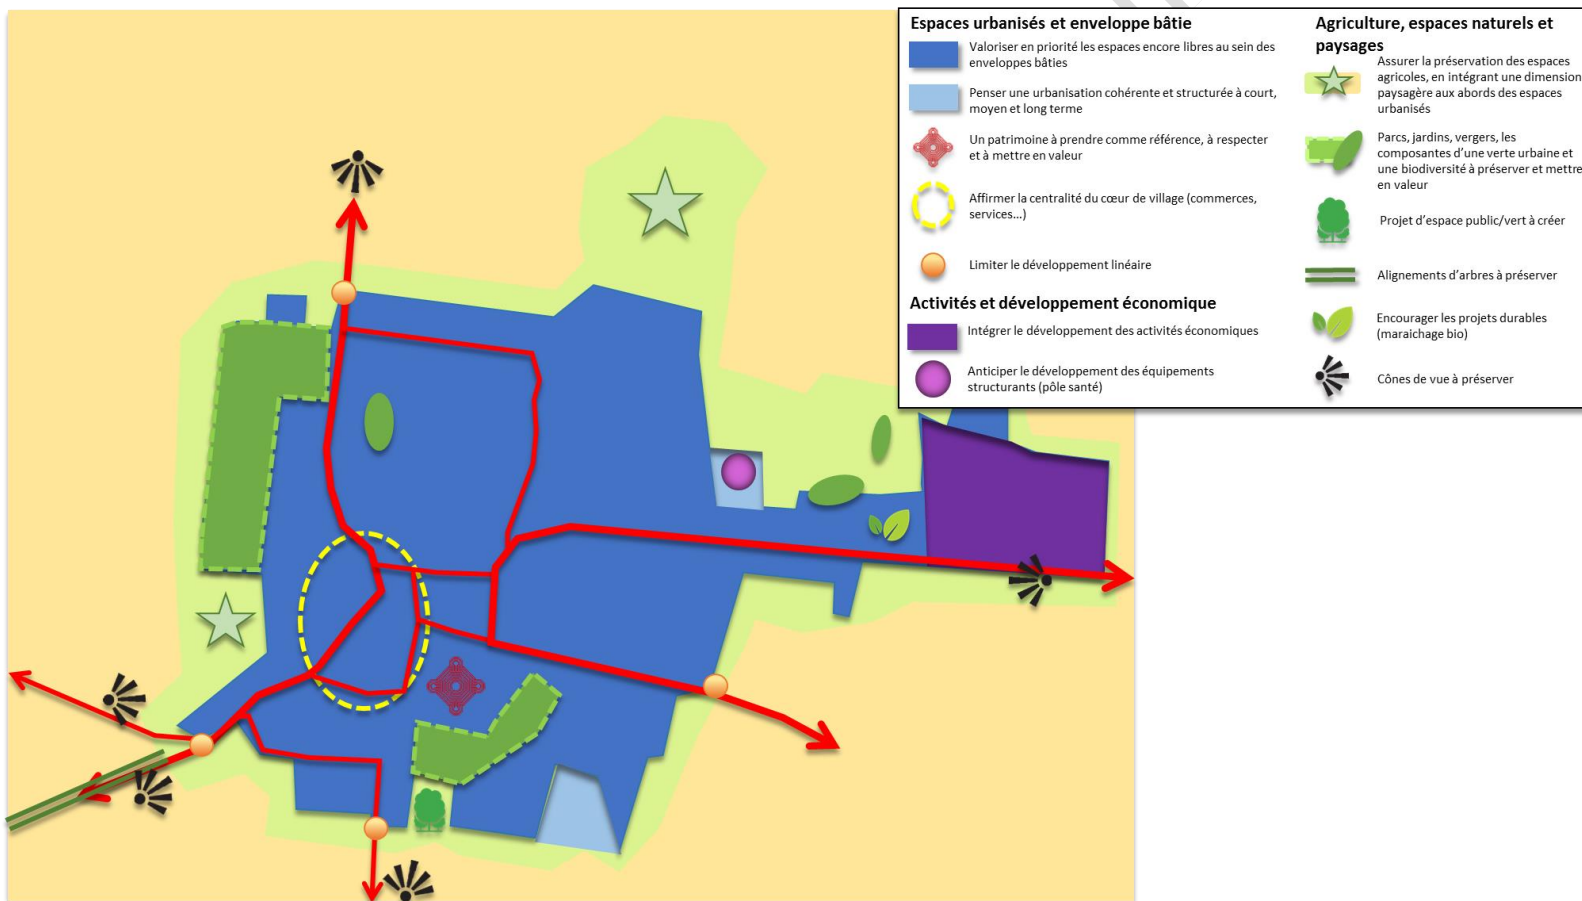 Espaces urbanisés et enveloppe bâtie
Valoriser en priorité les espaces encore libres au sein des
enveloppes bâties
Penser une urbanisation cohérente et structurée à court,
moyen et long terme
Un patrimoine à prendre comme référence, à respecter
et à mettre en valeur
Affirmer la centralité du cœur de village (commerces,
services…)
Limiter le développement linéaire
Activités et développement économique
Intégrer le développement des activités économiques
Anticiper le développement des équipements
structurants (pôle santé)
Agriculture, espaces naturels et
paysages
Assurer la préservation des espaces
agricoles, en intégrant une dimension
paysagère aux abords des espaces
urbanisés
Parcs, jardins, vergers, les
composantes d’une verte urbaine et
une biodiversité à préserver et mettre
en valeur
Projet d’espace public/vert à créer
Alignements d’arbres à préserver
Encourager les projets durables
(maraichage bio)
Cônes de vue à préserver